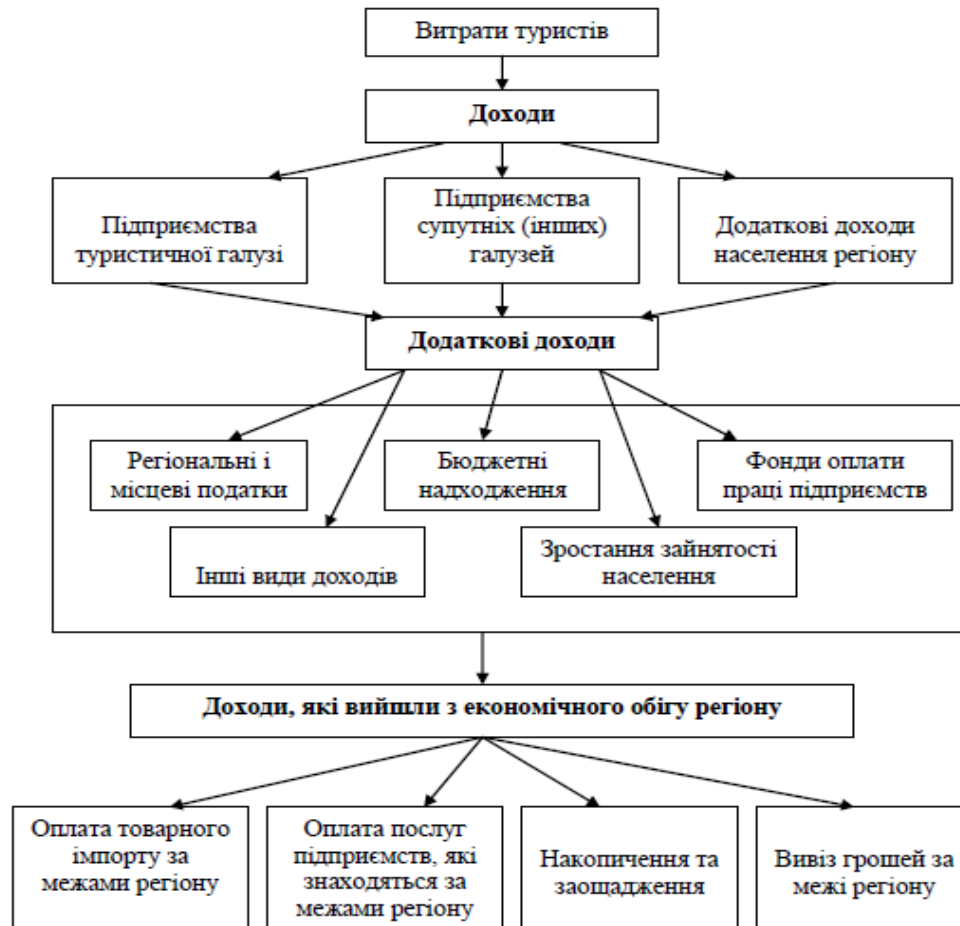 Витрати туристів
Доходи
Підприємства
туристичної галузі
Підприємства
супутніх (інших)
галузей
Додаткові доходи
населення регіону
Додаткові доходи
Регіональні і
місцеві податки
Бюджетні
надходження
Фонди оплати
праці підприємств
Інші види доходів
Зростання зайнятості
населення
Доходи, які вийшли з економічного обігу регіону
Оплата товарного
імпорту за
межами регіону
Оплата послуг
підприємств, які
знаходяться за
межами регіону
Накопичення та
заощадження
Вивіз грошей за
межі регіону